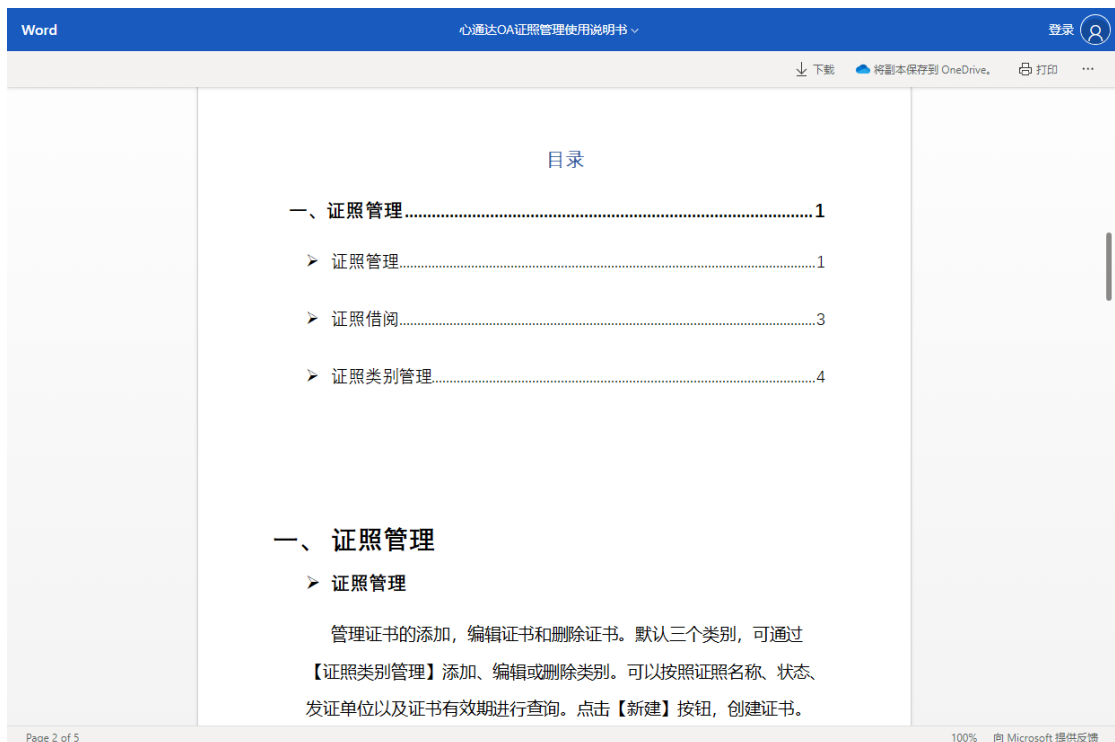 Word
心通达OA证照管理使用说明书
登录
下载
将副本保存到 OneDrive。
打印
...
目录
一、证照管理...........................................................................................1
➢ 证照管理...........................................................................................1
➢ 证照借阅...........................................................................................3
➢ 证照类别管理...................................................................................4
一、 证照管理
➢ 证照管理
管理证书的添加，编辑证书和删除证书。默认三个类别，可通过
【证照类别管理】添加、编辑或删除类别。可以按照证照名称、状态、
发证单位以及证书有效期进行查询。点击【新建】按钮，创建证书。
Page 2 of 5
100%
向 Microsoft 提供反馈